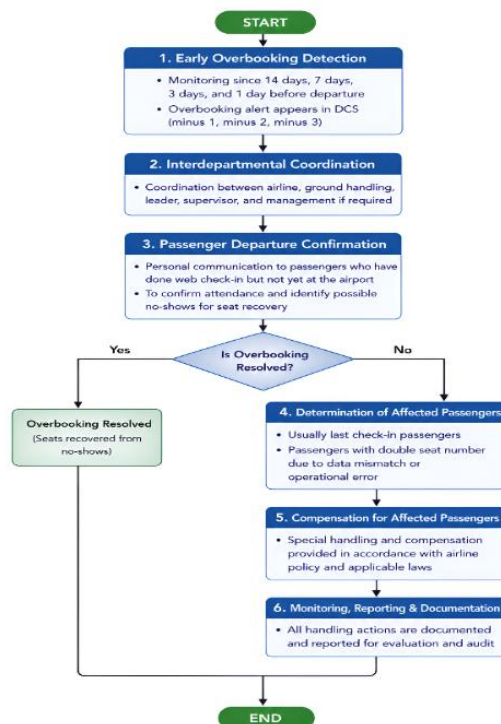 START
1. Early Overbooking Detection
• Monitoring since 14 days, 7 days,
3 days, and 1 day before departure
• Overbooking alert appears in DCS
(minus 1, minus 2, minus 3)
2. Interdepartmental Coordination
• Coordination between airline, ground handling,
leader, supervisor, and management if required
3. Passenger Departure Confirmation
• Personal communication to passengers who have
done web check-in but not yet at the airport
• To confirm attendance and identify possible
no-shows for seat recovery
Is Overbooking
Resolved?
Yes
No
Overbooking Resolved
(Seats recovered from
no-shows)
4. Determination of Affected Passengers
• Usually last check-in passengers
• Passengers with double seat number
due to data mismatch or
operational error
5. Compensation for Affected Passengers
• Special handling and compensation
provided in accordance with airline
policy and applicable laws
6. Monitoring, Reporting & Documentation
• All handling actions are documented
and reported for evaluation and audit
END